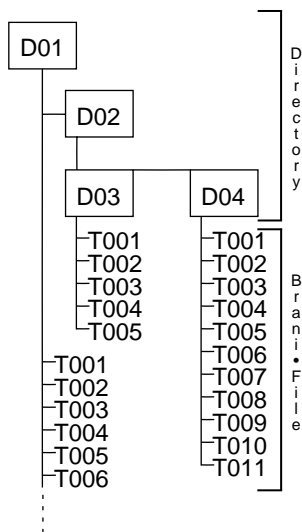 D01
D02
D03
D04
T001
T002
T003
T004
T005
T001
T002
T003
T004
T005
T006
T007
T008
T009
T010
T011
T001
T002
T003
T004
T005
T006
Directory
Brani•File